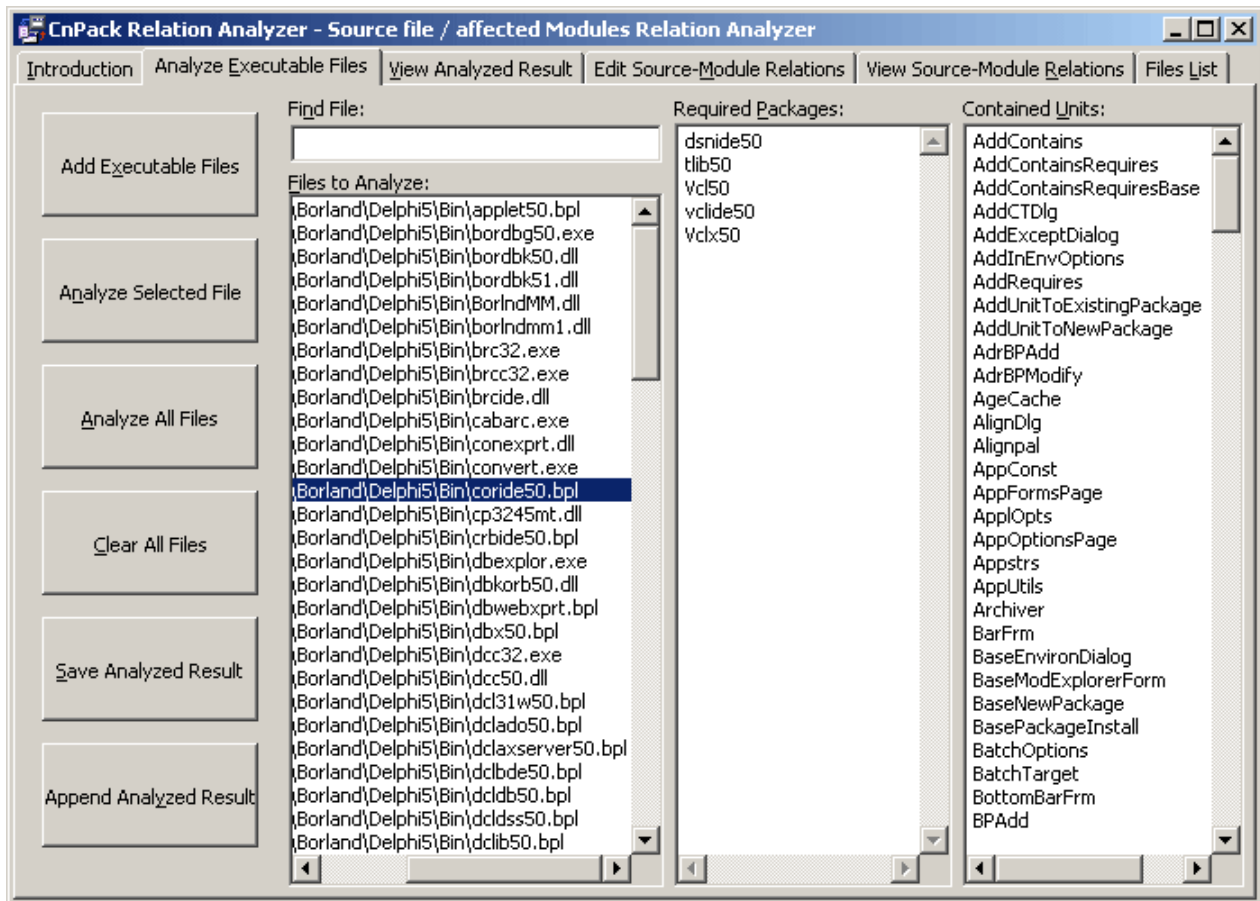 CnPack Relation Analyzer - Source file / affected Modules Relation Analyzer
Introduction
Analyze Executable Files
View Analyzed Result
Edit Source-Module Relations
View Source-Module Relations
Files List
Add Executable Files
Analyze Selected File
Analyze All Files
Clear All Files
Save Analyzed Result
Append Analyzed Result
Find File:
Files to Analyze:
\Borland\Delphi5\Bin\applet50.bpl
\Borland\Delphi5\Bin\bordbg50.exe
\Borland\Delphi5\Bin\bordbk50.dll
\Borland\Delphi5\Bin\bordbk51.dll
\Borland\Delphi5\Bin\BorlndMM.dll
\Borland\Delphi5\Bin\borlndmm1.dll
\Borland\Delphi5\Bin\brc32.exe
\Borland\Delphi5\Bin\brcc32.exe
\Borland\Delphi5\Bin\brcide.dll
\Borland\Delphi5\Bin\cabarc.exe
\Borland\Delphi5\Bin\conexprt.dll
\Borland\Delphi5\Bin\convert.exe
\Borland\Delphi5\Bin\coride50.bpl
\Borland\Delphi5\Bin\cp3245mt.dll
\Borland\Delphi5\Bin\crbide50.bpl
\Borland\Delphi5\Bin\dbexplor.exe
\Borland\Delphi5\Bin\dbkorb50.dll
\Borland\Delphi5\Bin\dbwebxprt.bpl
\Borland\Delphi5\Bin\dbx50.bpl
\Borland\Delphi5\Bin\dcc32.exe
\Borland\Delphi5\Bin\dcc50.dll
\Borland\Delphi5\Bin\dcl31w50.bpl
\Borland\Delphi5\Bin\dclado50.bpl
\Borland\Delphi5\Bin\dclaxserver50.bpl
\Borland\Delphi5\Bin\dclbde50.bpl
\Borland\Delphi5\Bin\dcldb50.bpl
\Borland\Delphi5\Bin\dcldss50.bpl
\Borland\Delphi5\Bin\dclib50.bpl
Required Packages:
dsnide50
tlib50
Vcl50
vclide50
Vclx50
Contained Units:
AddContains
AddContainsRequires
AddContainsRequiresBase
AddCTDlg
AddExceptDialog
AddInEnvOptions
AddRequires
AddUnitToExistingPackage
AddUnitToNewPackage
AdrBPAdd
AdrBPModify
AgeCache
AlignDlg
Alignpal
AppConst
AppFormsPage
ApplOpts
AppOptionsPage
Appstrs
AppUtils
Archiver
BarFrm
BaseEnvironDialog
BaseModExplorerForm
BaseNewPackage
BasePackageInstall
BatchOptions
BatchTarget
BottomBarFrm
BPAdd